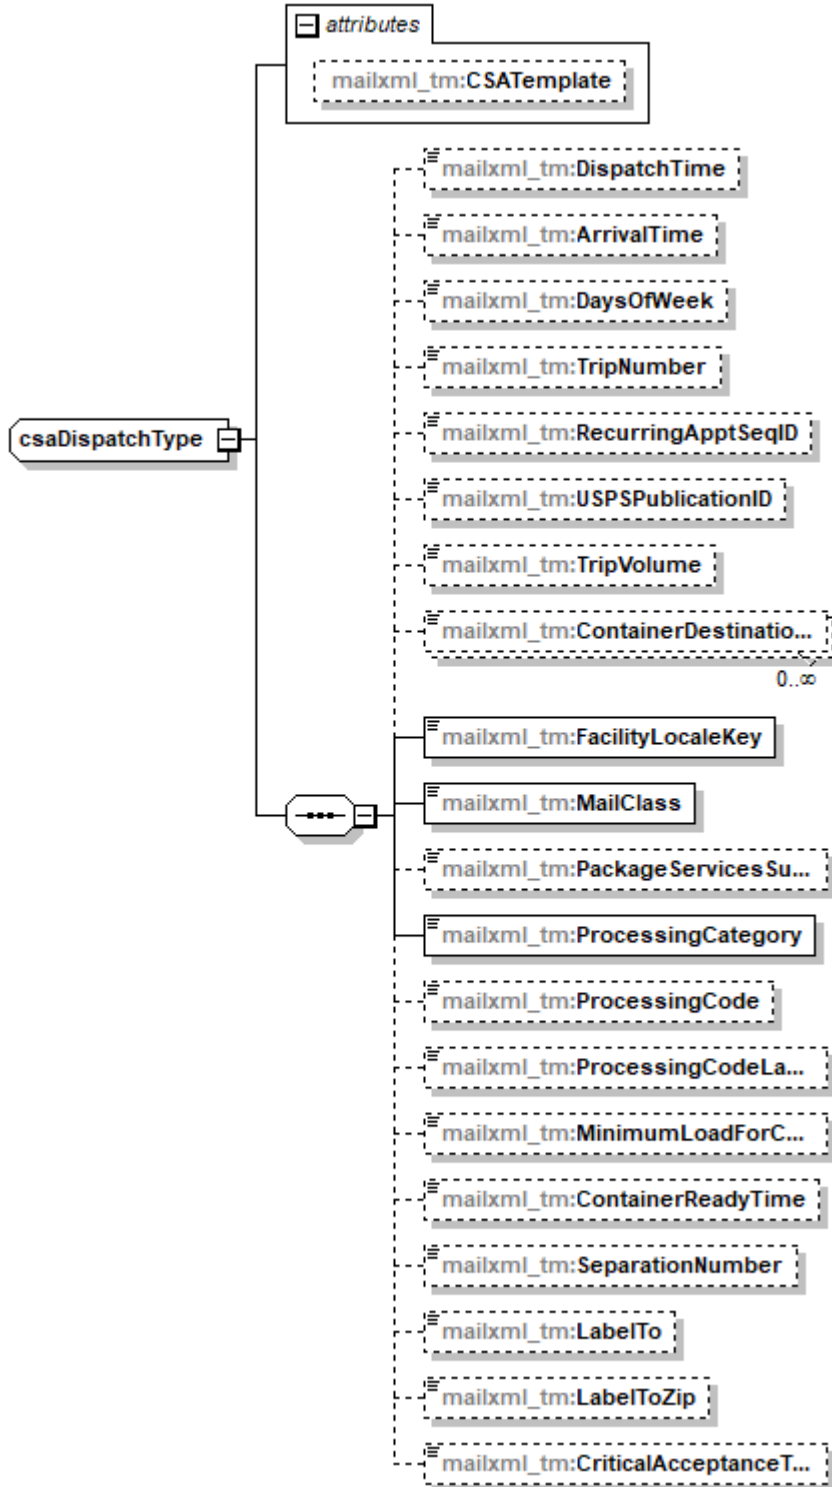 attributes
mailxml_tm:CSATemplate
mailxml_tm:DispatchTime
mailxml_tm:ArrivalTime
mailxml_tm:DaysOfWeek
mailxml_tm:TripNumber
csaDispatchType
mailxml_tm:RecurringApptSeqID
mailxml_tm:USPSPublicationID
mailxml_tm:TripVolume
mailxml_tm:ContainerDestinatio...
0..∞
mailxml_tm:FacilityLocaleKey
mailxml_tm:MailClass
mailxml_tm:PackageServicesSu...
mailxml_tm:ProcessingCategory
mailxml_tm:ProcessingCode
mailxml_tm:ProcessingCodeLa...
mailxml_tm:MinimumLoadForC...
mailxml_tm:ContainerReadyTime
mailxml_tm:SeparationNumber
mailxml_tm:LabelTo
mailxml_tm:LabelToZip
mailxml_tm:CriticalAcceptanceT...